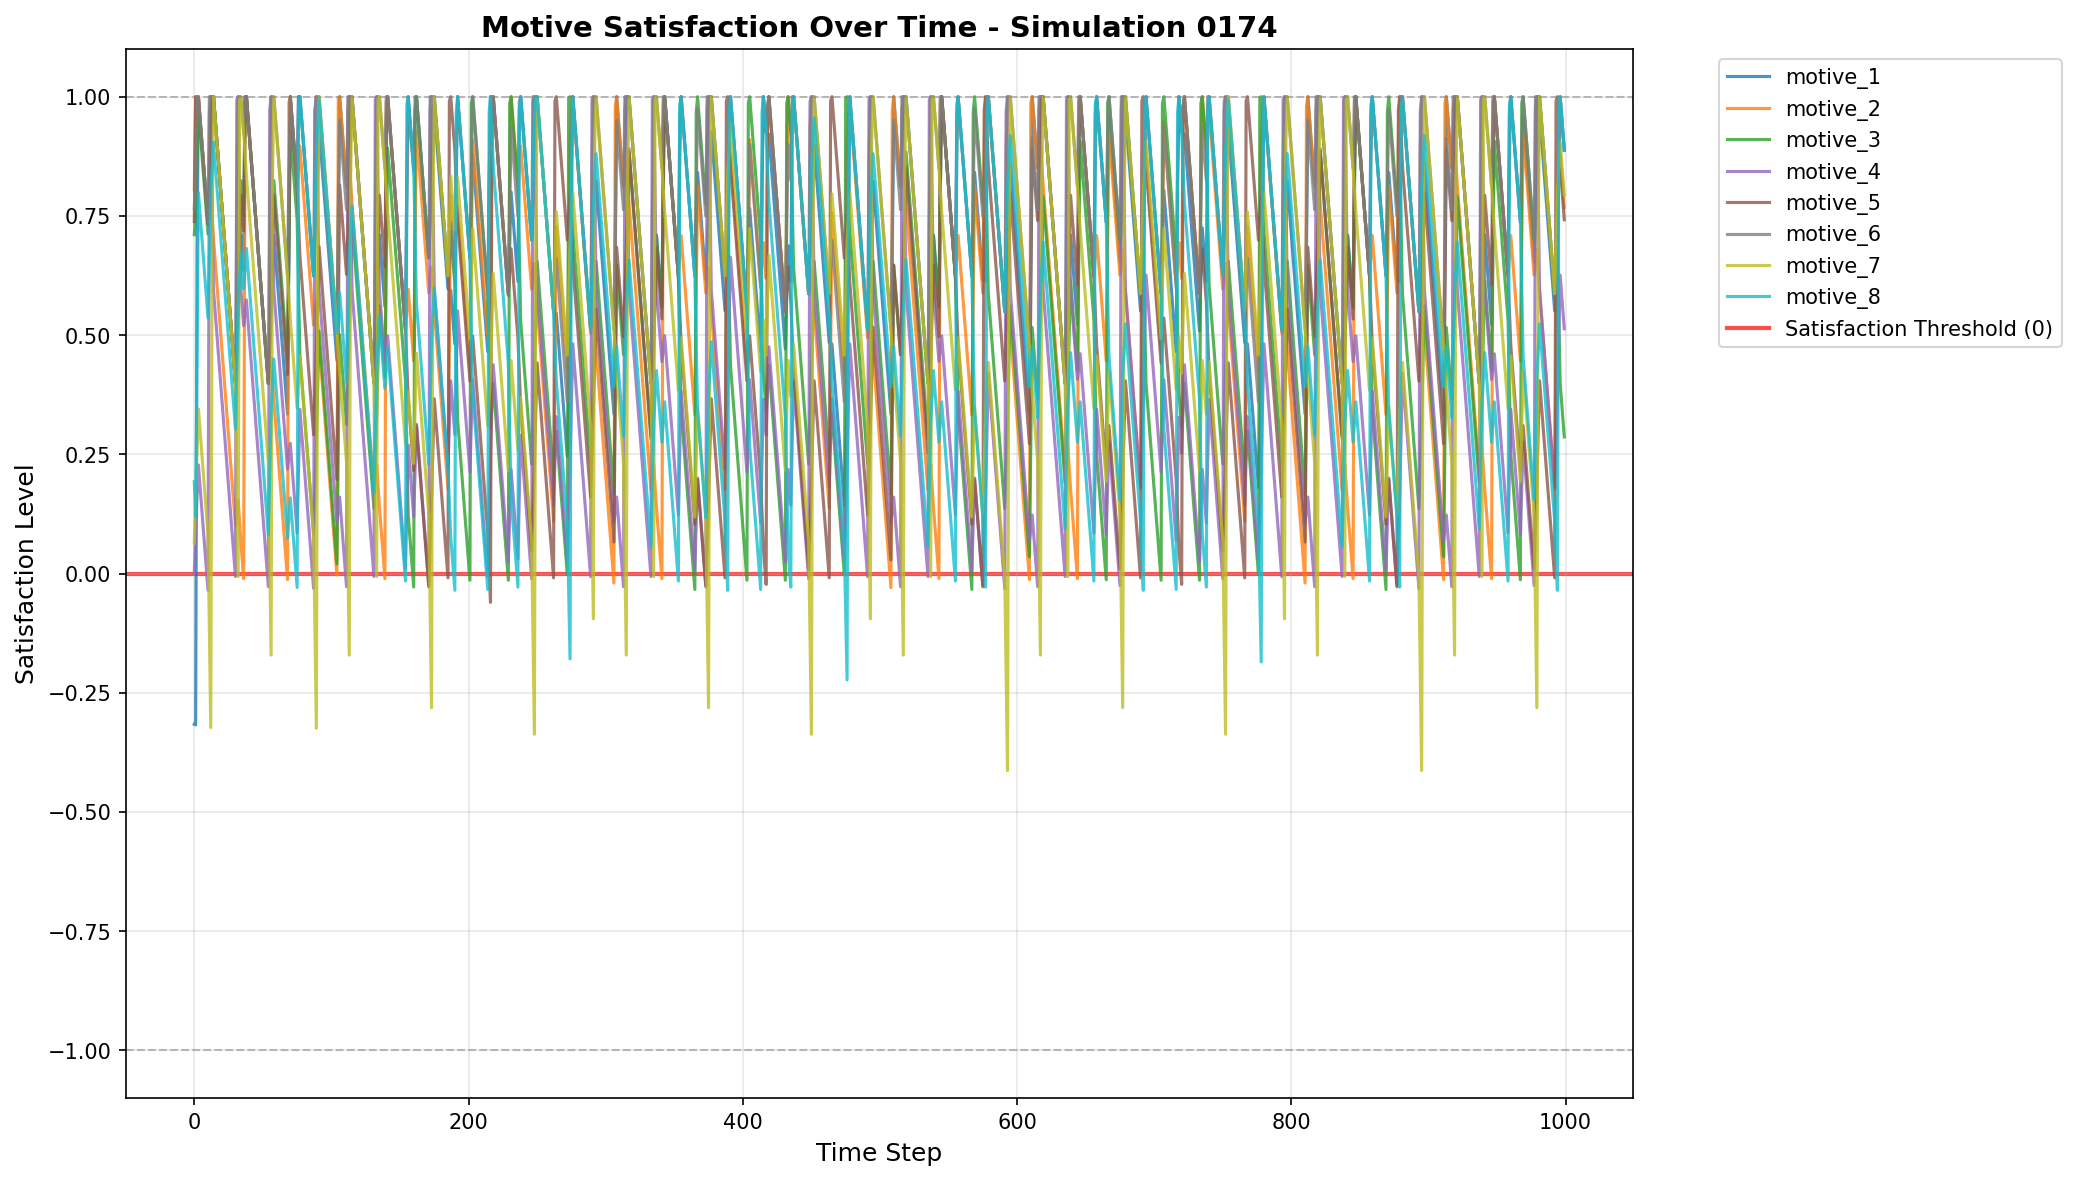 Motive Satisfaction Over Time - Simulation 0174
1.00
0.75
0.50
0.25
0.00
−0.25
−0.50
−0.75
−1.00
Satisfaction Level
0 200 400 600 800 1000
Time Step
motive_1
motive_2
motive_3
motive_4
motive_5
motive_6
motive_7
motive_8
Satisfaction Threshold (0)